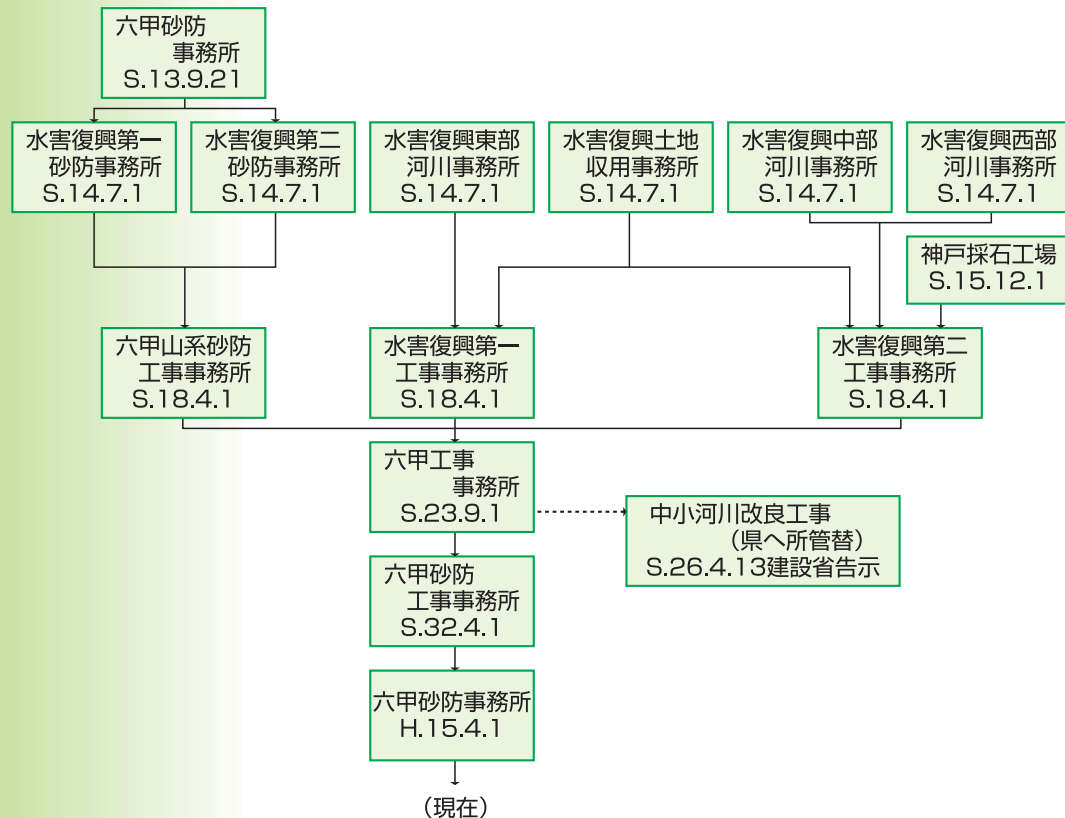 六甲砂防
事務所
S.13.9.21
水害復興第一
砂防事務所
S.14.7.1
水害復興第二
砂防事務所
S.14.7.1
水害復興東部
河川事務所
S.14.7.1
水害復興土地
収用事務所
S.14.7.1
水害復興中部
河川事務所
S.14.7.1
水害復興西部
河川事務所
S.14.7.1
神戸採石工場
S.15.12.1
六甲山系砂防
工事事務所
S.18.4.1
水害復興第一
工事事務所
S.18.4.1
水害復興第二
工事事務所
S.18.4.1
六甲工事
事務所
S.23.9.1
中小河川改良工事
（県へ所管替）
S.26.4.13建設省告示
六甲砂防
工事事務所
S.32.4.1
六甲砂防事務所
H.15.4.1
（現在）